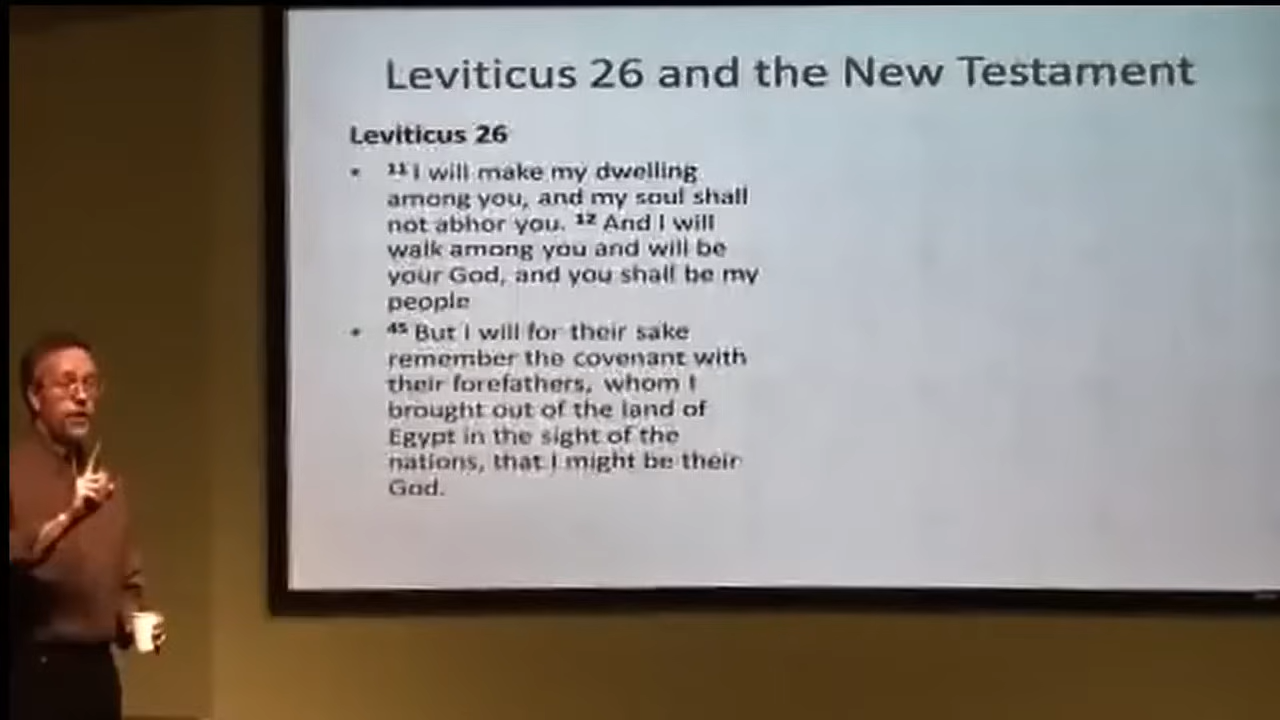 Leviticus 26 and the New Testament
Leviticus 26
• ¹¹ I will make my dwelling
among you, and my soul shall
not abhor you. ¹² And I will
walk among you and will be
your God, and you shall be my
people
• ⁴⁵ But I will for their sake
remember the covenant with
their forefathers, whom I
brought out of the land of
Egypt in the sight of the
nations, that I might be their
God.